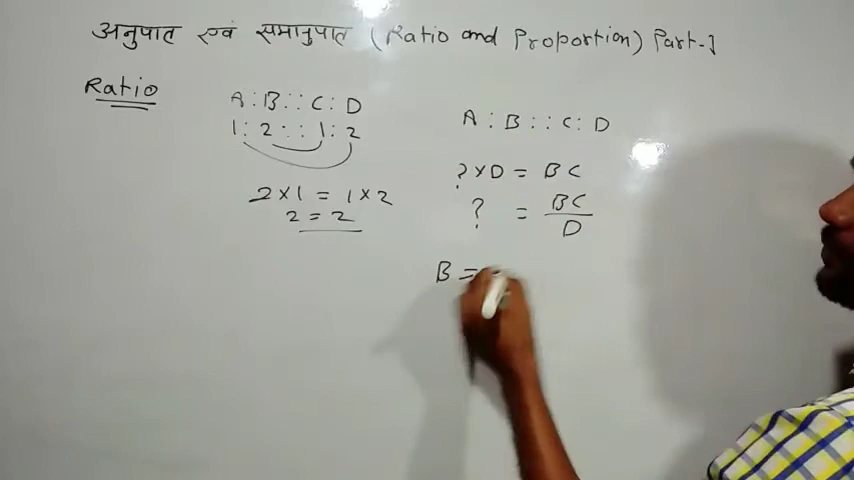 अनुपात एवं समानुपात (Ratio and Proportion) Part-1
Ratio
A : B :: C : D
1 : 2 :: 1 : 2
2 × 1 = 1 × 2
2 = 2
A : B :: C : D
? × D = BC
? = BC/D
B =